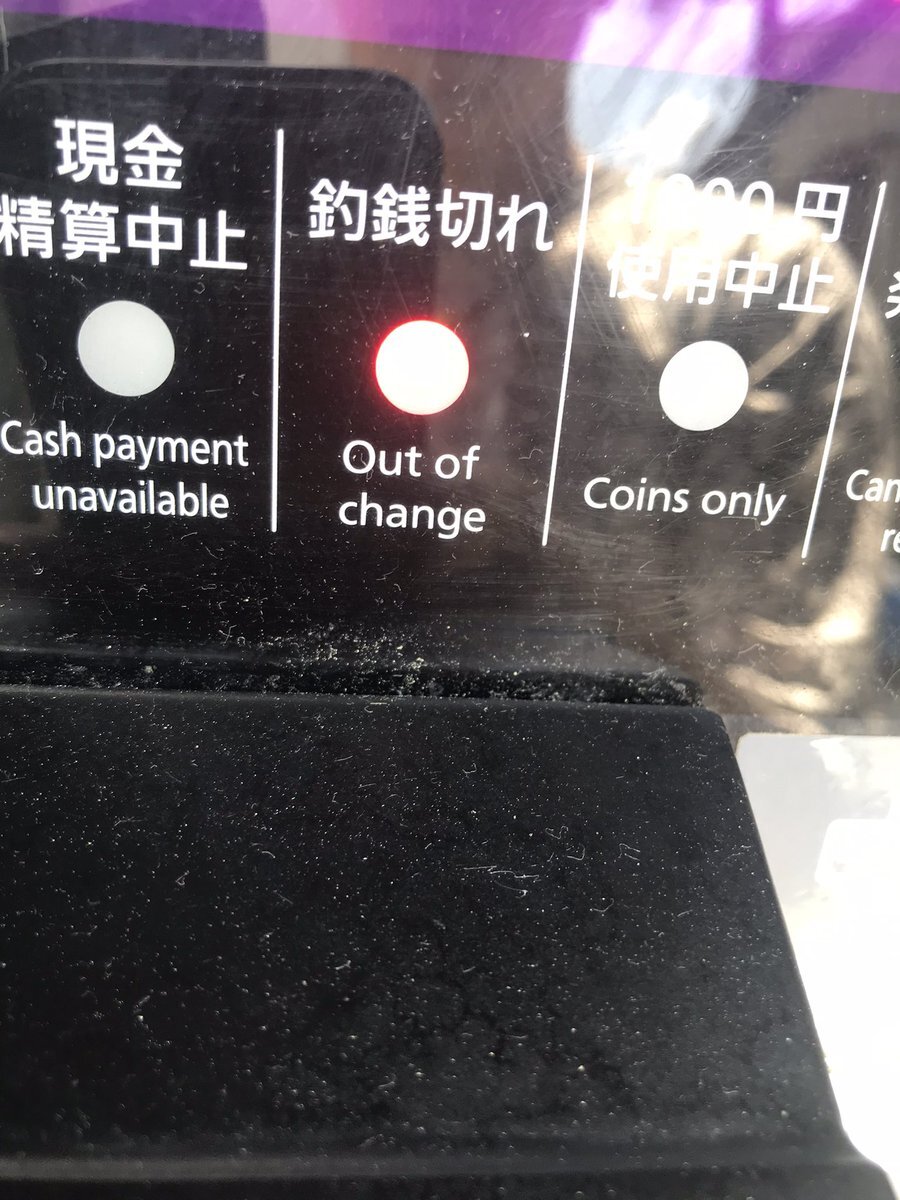 現金
精算中止
Cash payment
unavailable
釣銭切れ
Out of
change
1000 円
使用中止
Coins only